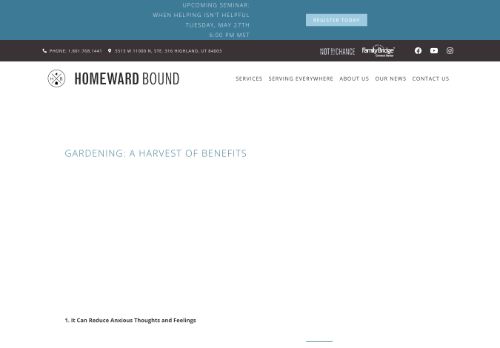 UPCOMING SEMINAR:
WHEN HELPING ISN'T HELPFUL
TUESDAY, MAY 27TH
6:00 PM MST
REGISTER TODAY
PHONE: 1.801.768.1441
5513 W 11000 N, STE. 316 HIGHLAND, UT 84003
NOT BY CHANCE
FamilyBridge
HOMEWARD BOUND
SERVICES
SERVING EVERYWHERE
ABOUT US
OUR NEWS
CONTACT US
GARDENING: A HARVEST OF BENEFITS
1. It Can Reduce Anxious Thoughts and Feelings